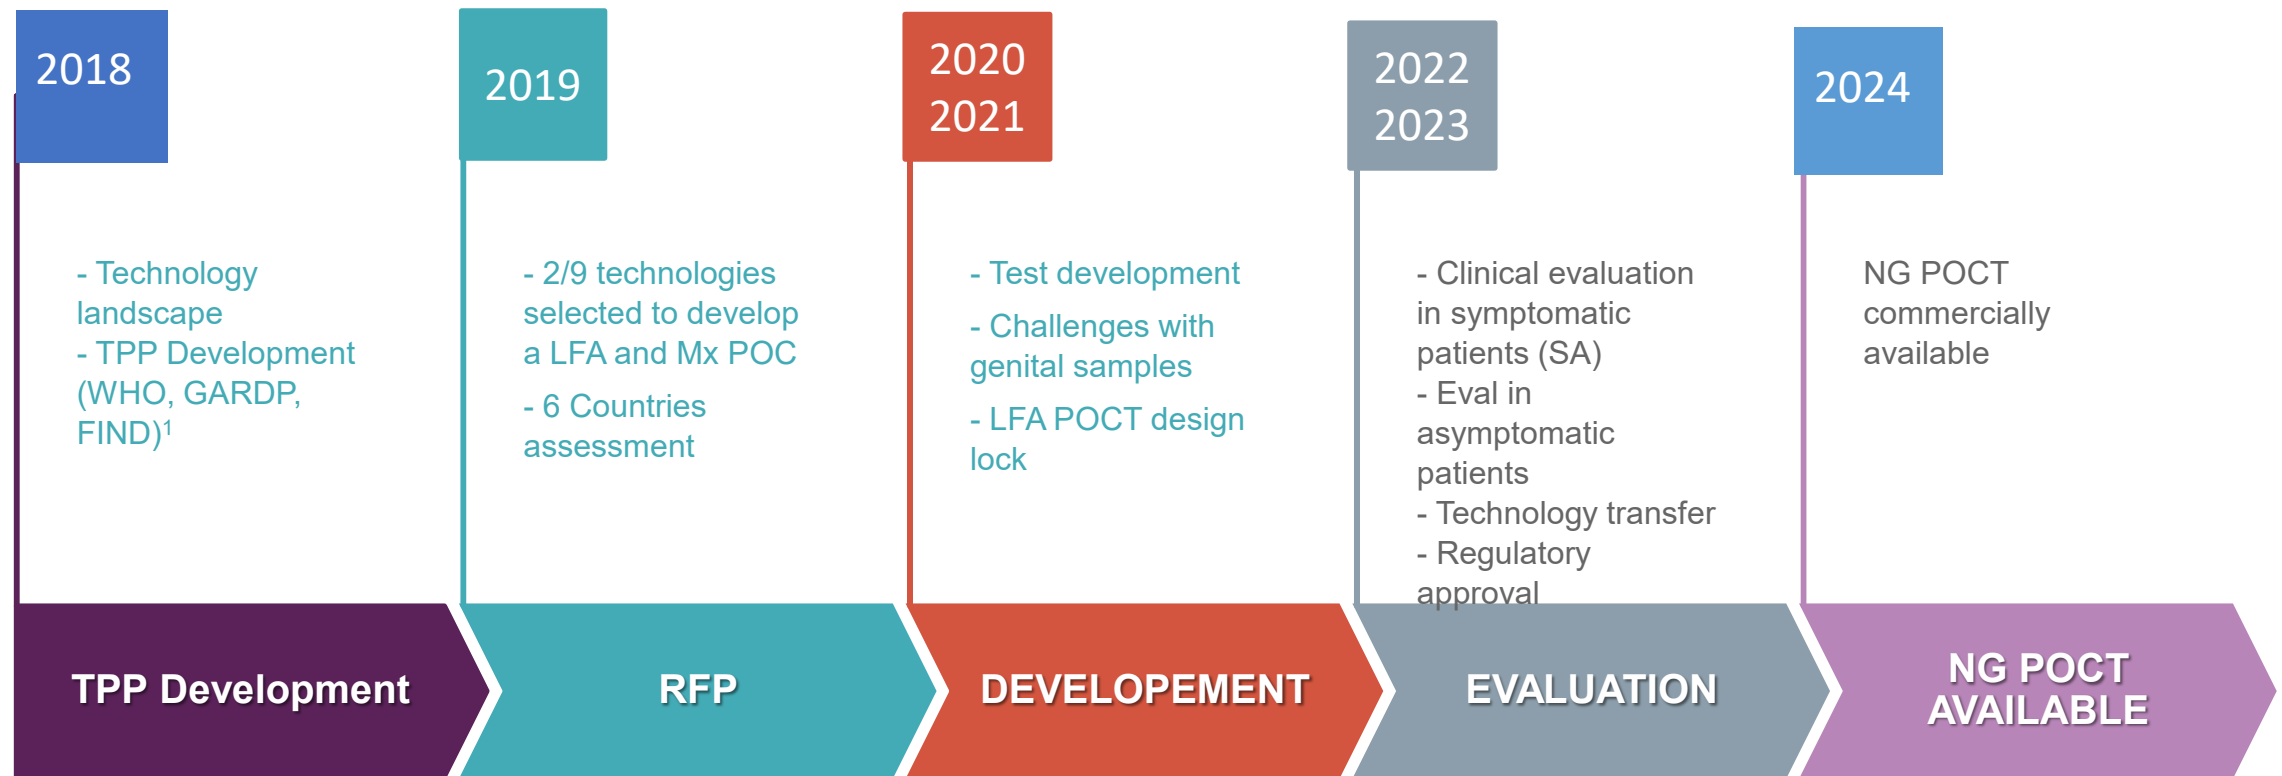 2018
- Technology
landscape
- TPP Development
(WHO, GARDP,
FIND)¹
TPP Development
2019
- 2/9 technologies
selected to develop
a LFA and Mx POC
- 6 Countries
assessment
RFP
2020
2021
- Test development
- Challenges with
genital samples
- LFA POCT design
lock
DEVELOPEMENT
2022
2023
- Clinical evaluation
in symptomatic
patients (SA)
- Eval in
asymptomatic
patients
- Technology transfer
- Regulatory
approval
EVALUATION
2024
NG POCT
commercially
available
NG POCT
AVAILABLE